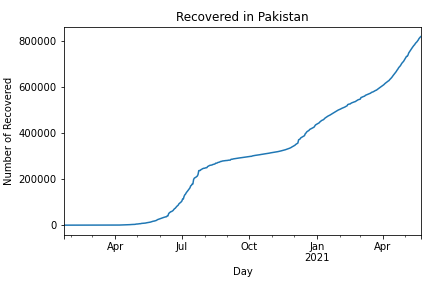 Recovered in Pakistan
800000
600000
400000
200000
0
Number of Recovered
Apr
Jul
Oct
Jan
2021
Apr
Day